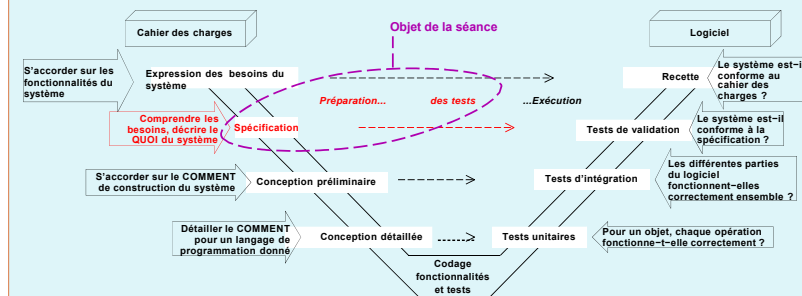 Objet de la séance
Cahier des charges
Logiciel
S'accorder sur les
fonctionnalités du
système
Expression des besoins du
système
Recette
Le système est-il
conforme au
cahier des
charges ?
Préparation... des tests ...Exécution
Comprendre les
besoins, décrire le
QUOI du système
Spécification
Tests de validation
Le système est-il
conforme à la
spécification ?
S'accorder sur le COMMENT
de construction du système
Conception préliminaire
Tests d'intégration
Les différentes parties
du logiciel
fonctionnent-elles
correctement ensemble ?
Détailler le COMMENT
pour un langage de
programmation donné
Conception détaillée
Tests unitaires
Pour un objet, chaque opération
fonctionne-t-elle correctement ?
Codage
fonctionnalités
et tests